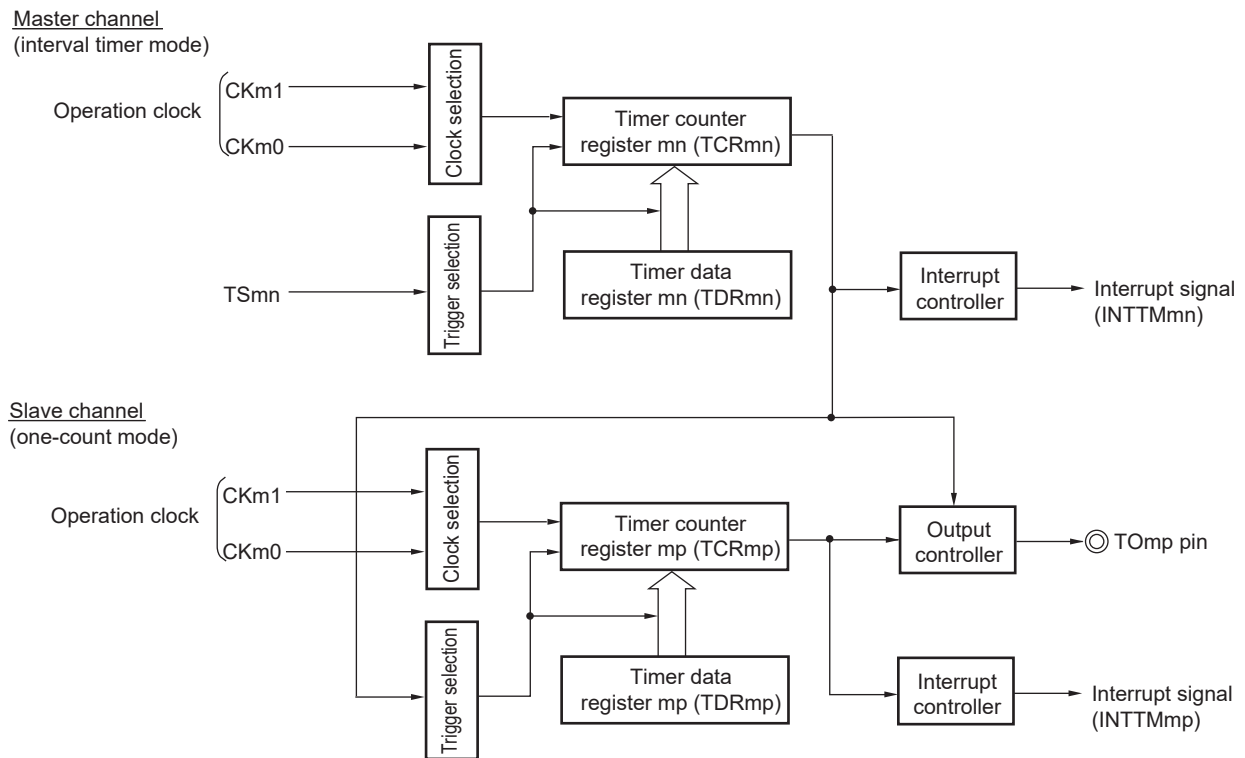 Master channel
(interval timer mode)
Operation clock
CKm1
CKm0
Clock selection
Timer counter
register mn (TCRmn)
TSmn
Trigger selection
Timer data
register mn (TDRmn)
Interrupt
controller
Interrupt signal
(INTTMmn)
Slave channel
(one-count mode)
Operation clock
CKm1
CKm0
Clock selection
Timer counter
register mp (TCRmp)
Output
controller
TOmp pin
Trigger selection
Timer data
register mp (TDRmp)
Interrupt
controller
Interrupt signal
(INTTMmp)